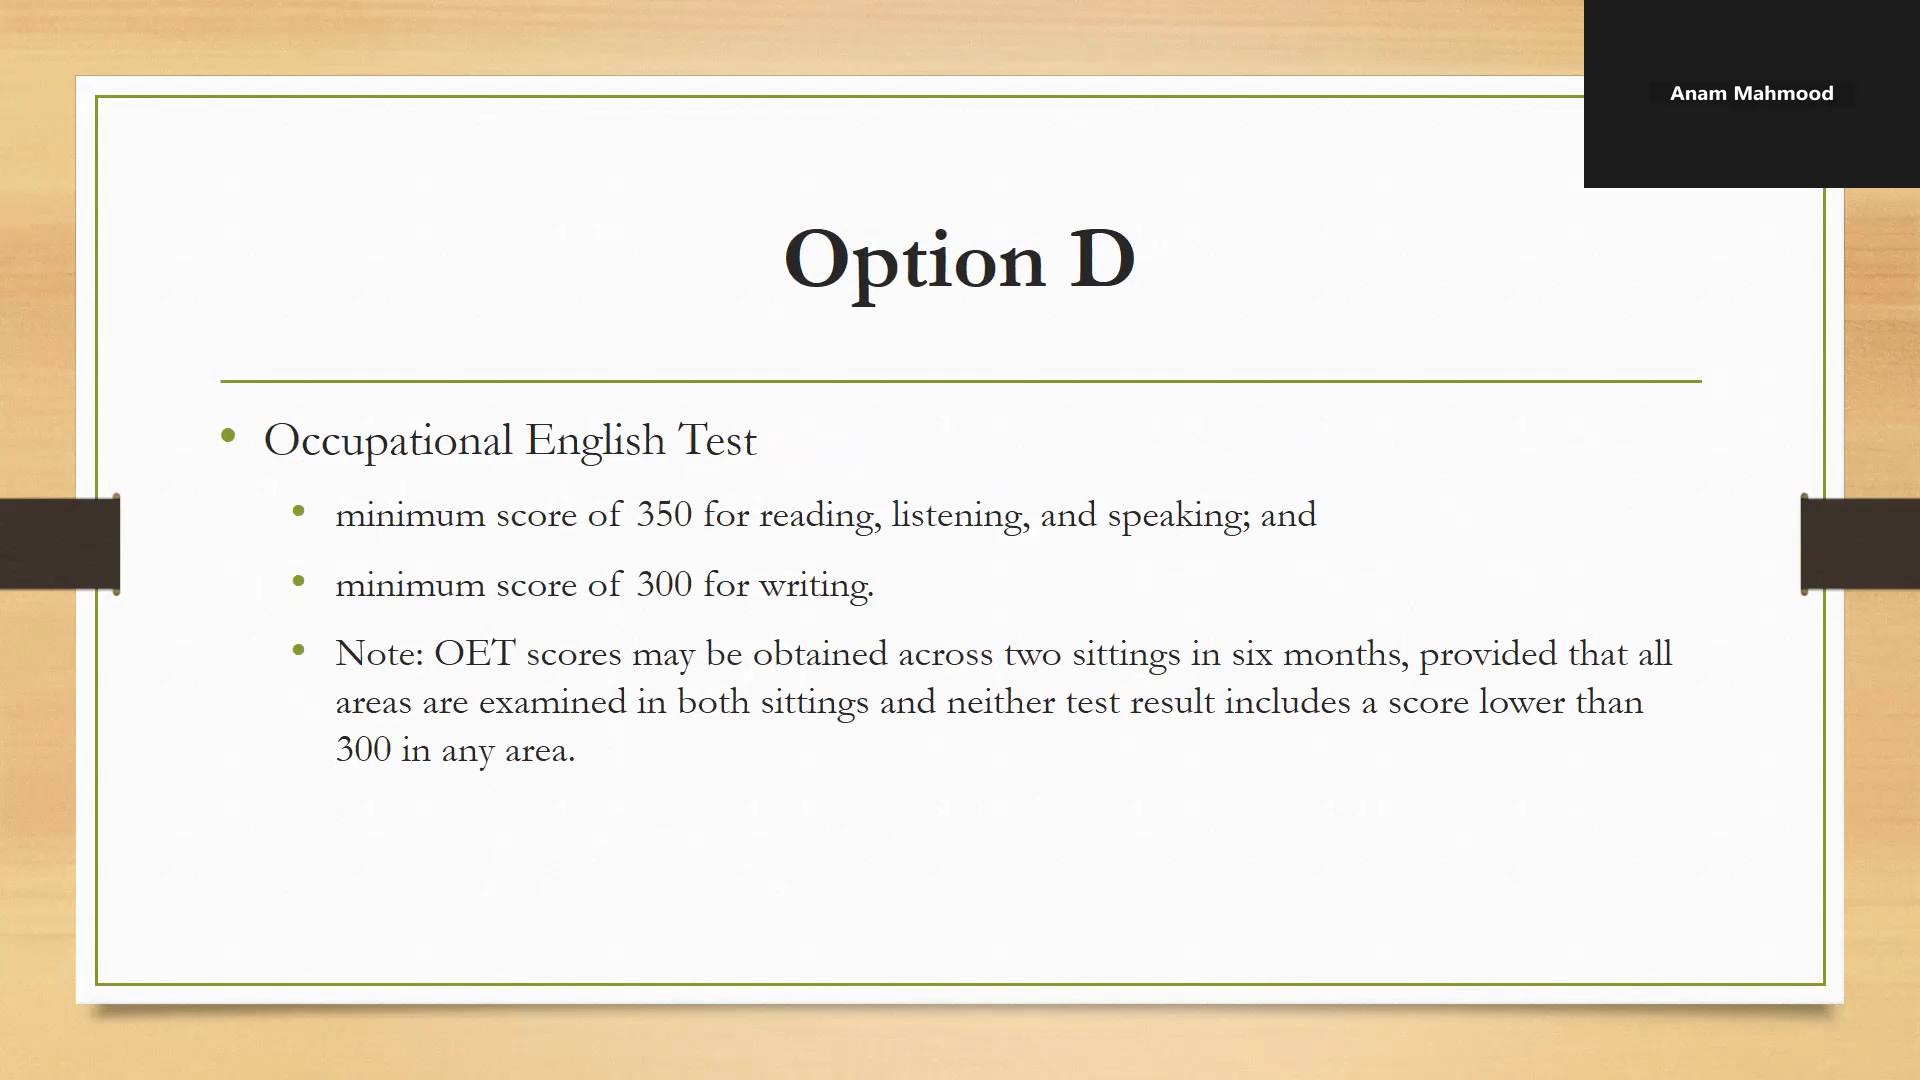 Anam Mahmood
Option D
• Occupational English Test
• minimum score of 350 for reading, listening, and speaking; and
• minimum score of 300 for writing.
• Note: OET scores may be obtained across two sittings in six months, provided that all
areas are examined in both sittings and neither test result includes a score lower than
300 in any area.